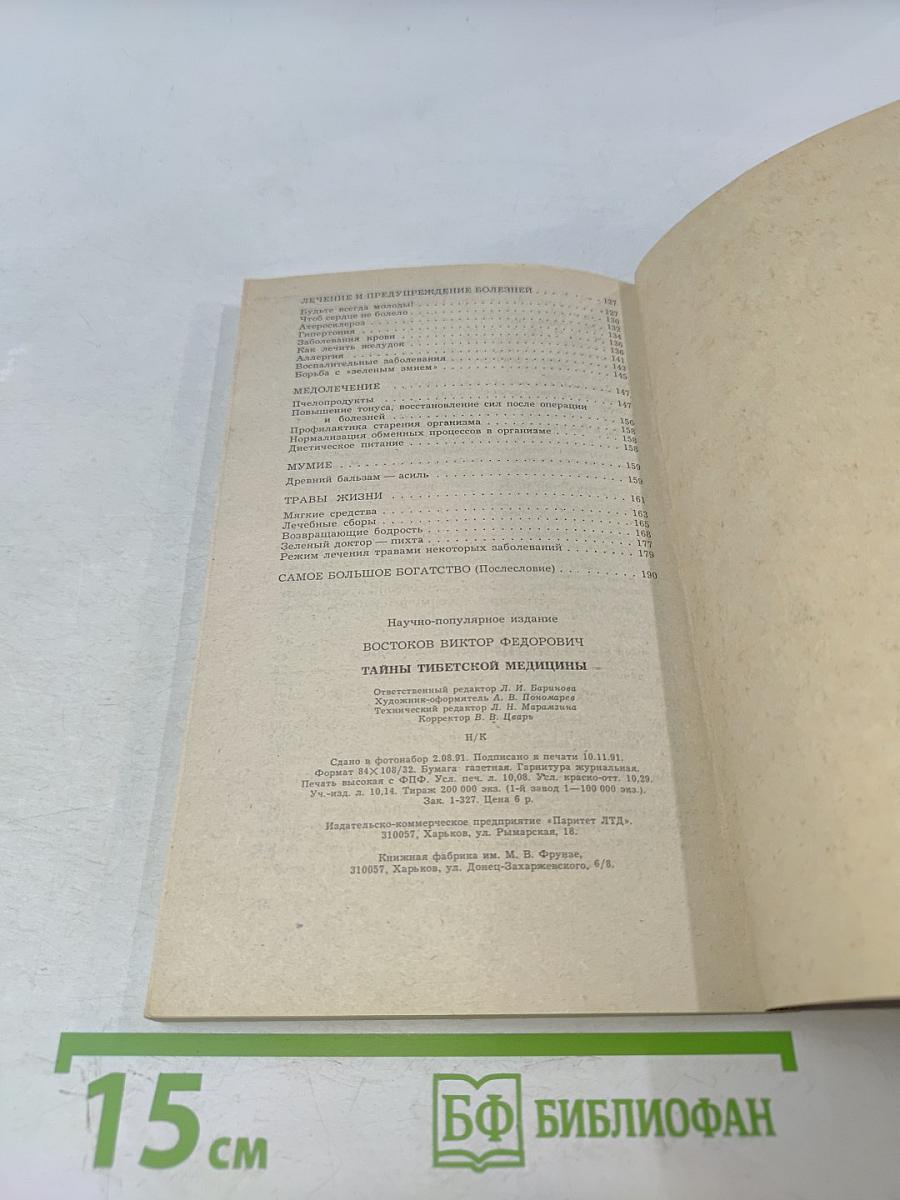 ЛЕЧЕНИЕ И ПРЕДУПРЕЖДЕНИЕ БОЛЕЗНЕЙ . . . . . . 127
Будьте всегда молоды! . . . . . . 127
Чтоб сердце не болело . . . . . . 130
Атеросклероз . . . . . . 132
Гипертония . . . . . . 134
Заболевания крови . . . . . . 136
Как лечить желудок . . . . . . 136
Аллергия . . . . . . 141
Воспалительные заболевания . . . . . . 143
Борьба с «зеленым змием» . . . . . . 145
МЕДОЛЕЧЕНИЕ . . . . . . 147
Пчелопродукты . . . . . . 147
Повышение тонуса, восстановление сил после операции
и болезней . . . . . . 156
Профилактика старения организма . . . . . . 158
Нормализация обменных процессов в организме . . . . . . 158
Диетическое питание . . . . . . 158
МУМИЕ . . . . . . 159
Древний бальзам — асиль . . . . . . 159
ТРАВЫ ЖИЗНИ . . . . . . 161
Мягкие средства . . . . . . 163
Лечебные сборы . . . . . . 165
Возвращающие бодрость . . . . . . 168
Зеленый доктор — пихта . . . . . . 177
Режим лечения травами некоторых заболеваний . . . . . . 179
САМОЕ БОЛЬШОЕ БОГАТСТВО (Послесловие) . . . . . . 190
Научно-популярное издание
ВОСТОКОВ ВИКТОР ФЕДОРОВИЧ
ТАЙНЫ ТИБЕТСКОЙ МЕДИЦИНЫ
Ответственный редактор Л. И. Баринова
Художник-оформитель А. В. Пономарев
Технический редактор Л. Н. Марамзина
Корректор В. В. Цварь
Н/К
Сдано в фотонабор 2.08.91. Подписано к печати 10.11.91.
Формат 84×108/32. Бумага газетная. Гарнитура журнальная.
Печать высокая с ФПФ. Усл. печ. л. 10,08. Усл. краско-отт. 10,29.
Уч.-изд. л. 10,14. Тираж 200 000 экз. (1-й завод 1—100 000 экз.).
Зак. 1-327. Цена 6 р.
Издательско-коммерческое предприятие «Паритет ЛТД».
310057, Харьков, ул. Рымарская, 18.
Книжная фабрика им. М. В. Фрунзе,
310057, Харьков, ул. Донец-Захаржевского, 6/8.
15 см
БФ БИБЛИОФАН